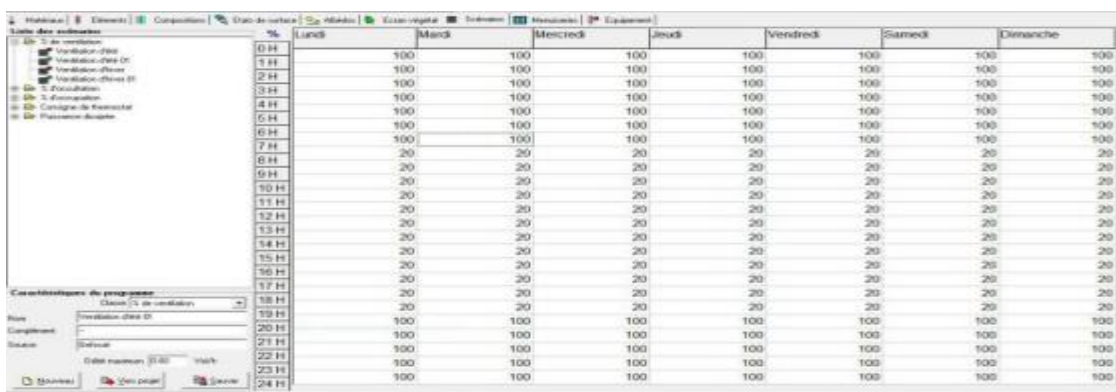 Matériaux Eléments Compositions Etats de surface Albédos Ecran végétal Scénarios Menuiseries Equipement
Liste des scénarios
% de ventilation
Ventilation d'été
Ventilation d'été 01
Ventilation d'hiver
Ventilation d'hiver 01
% d'occultation
% d'occupation
Consigne de thermostat
Puissance dissipée
Caractéristiques du programme
Classe % de ventilation
Nom Ventilation d'été 01
Complément -
Source Izuba
Débit maximum Vol/h
Nouveau Vers projet Sauver
% Lundi Mardi Mercredi Jeudi Vendredi Samedi Dimanche
0 H
100 100 100 100 100 100 100
1 H
100 100 100 100 100 100 100
2 H
100 100 100 100 100 100 100
3 H
100 100 100 100 100 100 100
4 H
100 100 100 100 100 100 100
5 H
100 100 100 100 100 100 100
6 H
100 100 100 100 100 100 100
7 H
20 20 20 20 20 20 20
8 H
20 20 20 20 20 20 20
9 H
20 20 20 20 20 20 20
10 H
20 20 20 20 20 20 20
11 H
20 20 20 20 20 20 20
12 H
20 20 20 20 20 20 20
13 H
20 20 20 20 20 20 20
14 H
20 20 20 20 20 20 20
15 H
20 20 20 20 20 20 20
16 H
20 20 20 20 20 20 20
17 H
20 20 20 20 20 20 20
18 H
20 20 20 20 20 20 20
19 H
100 100 100 100 100 100 100
20 H
100 100 100 100 100 100 100
21 H
100 100 100 100 100 100 100
22 H
100 100 100 100 100 100 100
23 H
100 100 100 100 100 100 100
24 H